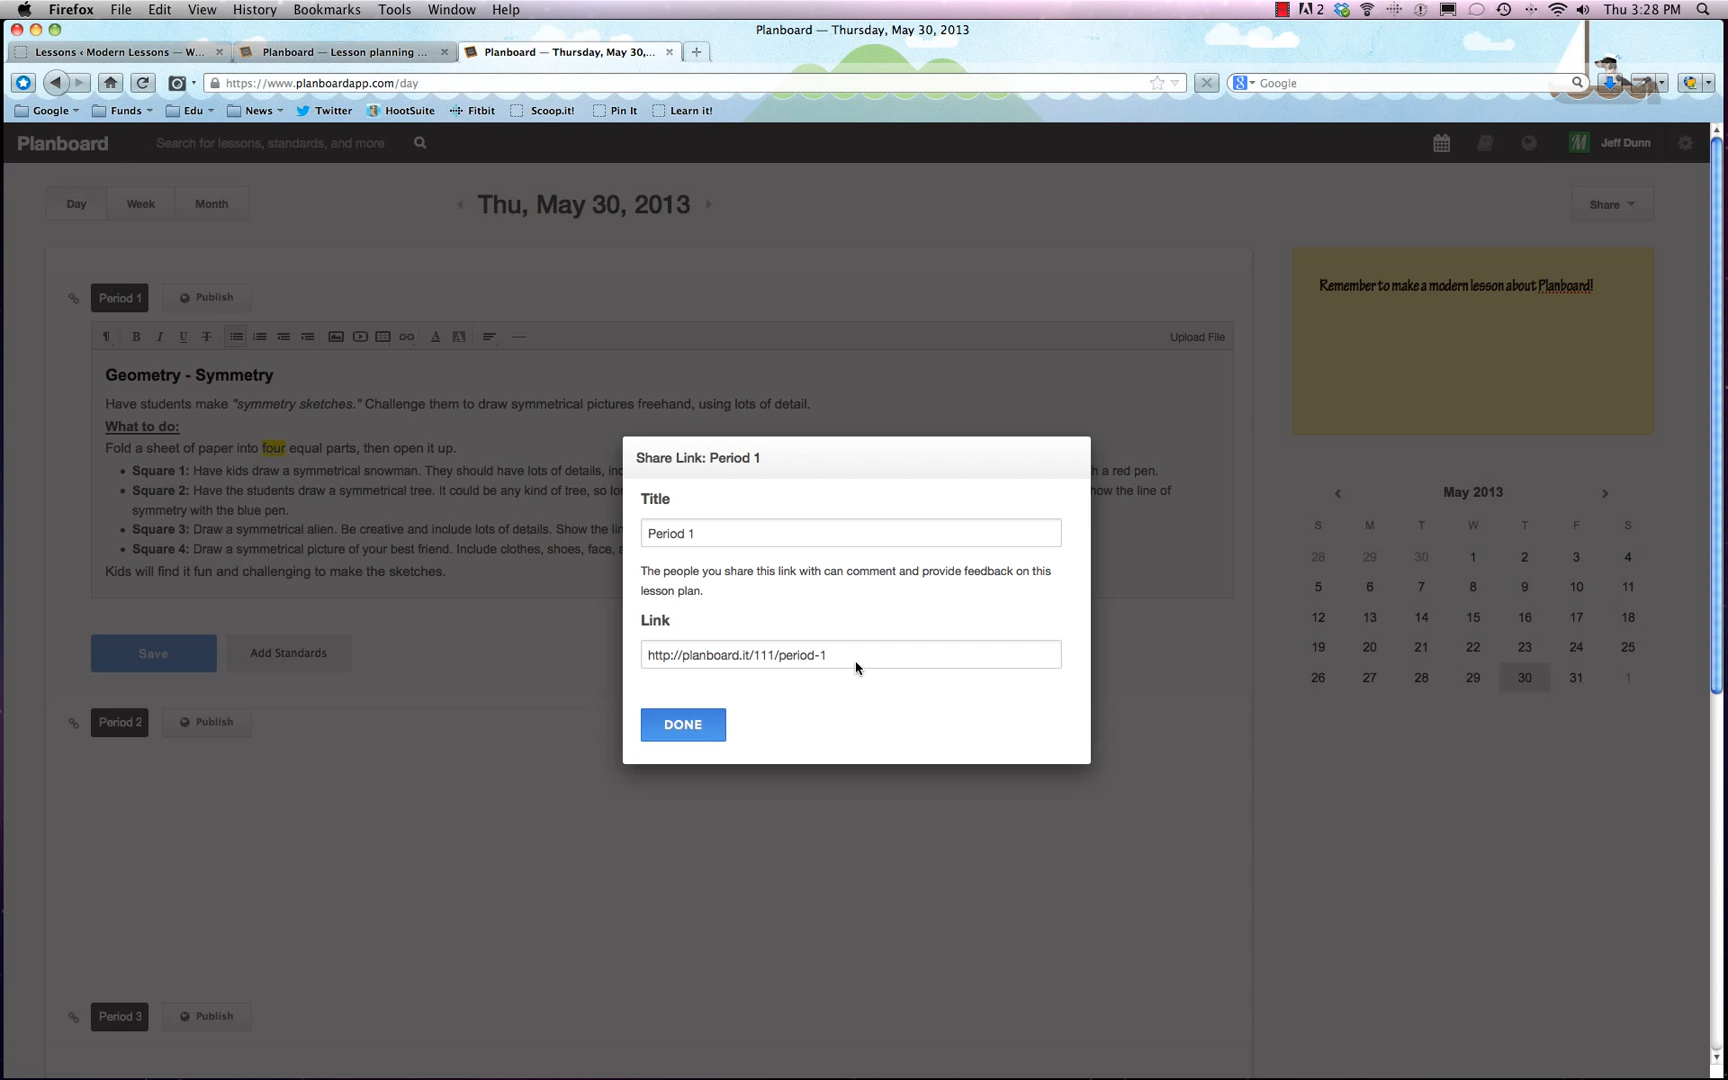 Firefox File Edit View History Bookmarks Tools Window Help
2 Thu 3:28 PM
Planboard — Thursday, May 30, 2013
Lessons ‹ Modern Lessons — W...
Planboard — Lesson planning ...
Planboard — Thursday, May 30,...
https://www.planboardapp.com/day
Google
Google Funds Edu News Twitter HootSuite Fitbit Scoop.it! Pin It Learn it!
Planboard Search for lessons, standards, and more Jeff Dunn
Day Week Month
Thu, May 30, 2013
Share
Period 1 Publish
B I U T A A Upload File
Geometry - Symmetry
Have students make "symmetry sketches." Challenge them to draw symmetrical pictures freehand, using lots of detail.
What to do:
Fold a sheet of paper into four equal parts, then open it up.
Square 1: Have kids draw a symmetrical snowman. They should have lots of details, h a red pen.
Square 2: Have the students draw a symmetrical tree. It could be any kind of tree, so how the line of
symmetry with the blue pen.
Square 3: Draw a symmetrical alien. Be creative and include lots of details. Show the
Square 4: Draw a symmetrical picture of your best friend. Include clothes, shoes, face,
Kids will find it fun and challenging to make the sketches.
Save Add Standards
Period 2 Publish
Period 3 Publish
Share Link: Period 1
Title
Period 1
The people you share this link with can comment and provide feedback on this
lesson plan.
Link
http://planboard.it/111/period-1
DONE
Remember to make a modern lesson about Planboard!
May 2013
S M T W T F S
28 29 30 1 2 3 4
5 6 7 8 9 10 11
12 13 14 15 16 17 18
19 20 21 22 23 24 25
26 27 28 29 30 31 1